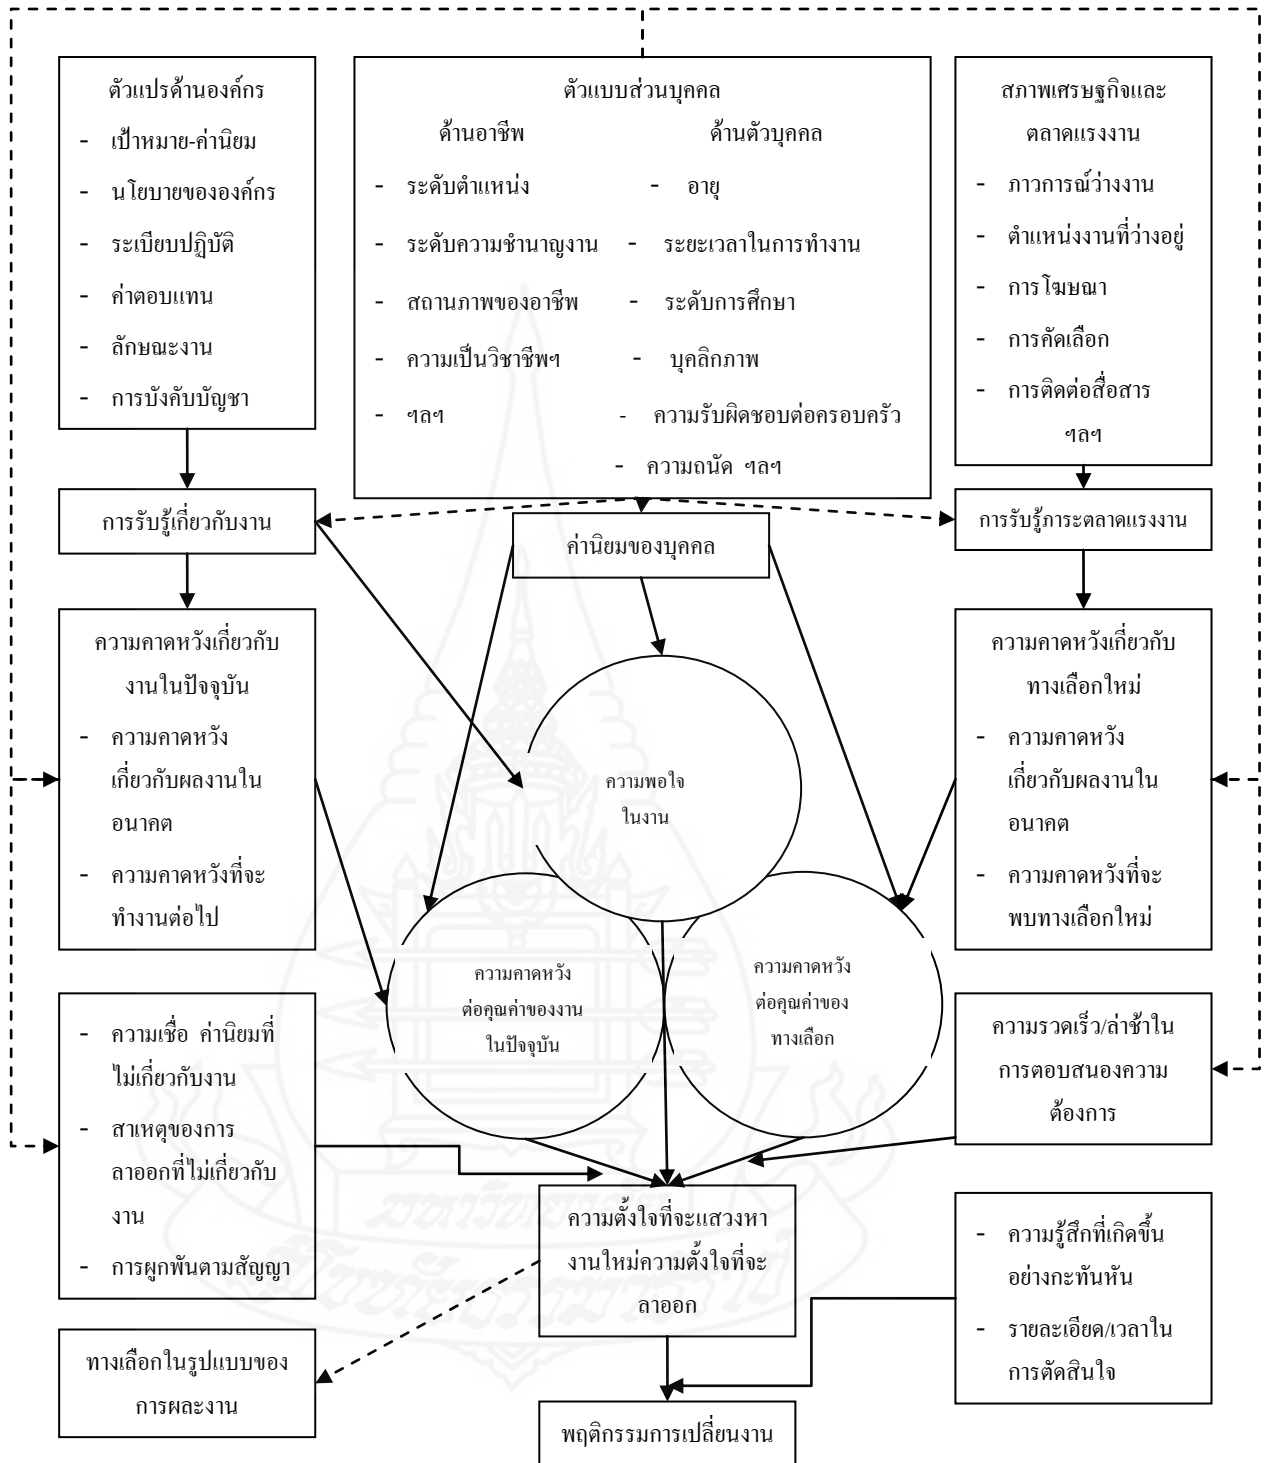 ตัวแปรด้านองค์กร
- เป้าหมาย-ค่านิยม
- นโยบายขององค์กร
- ระเบียบปฏิบัติ
- ค่าตอบแทน
- ลักษณะงาน
- การบังคับบัญชา
ตัวแบบส่วนบุคคล
ด้านอาชีพ
- ระดับตำแหน่ง
- ระดับความชำนาญงาน
- สถานภาพของอาชีพ
- ความเป็นวิชาชีพฯ
- ฯลฯ
ด้านตัวบุคคล
- อายุ
- ระยะเวลาในการทำงาน
- ระดับการศึกษา
- บุคลิกภาพ
- ความรับผิดชอบต่อครอบครัว
- ความถนัด ฯลฯ
สภาพเศรษฐกิจและ
ตลาดแรงงาน
- ภาวการณ์ว่างงาน
- ตำแหน่งงานที่ว่างอยู่
- การโฆษณา
- การคัดเลือก
- การติดต่อสื่อสาร
ฯลฯ
การรับรู้เกี่ยวกับงาน
ค่านิยมของบุคคล
การรับรู้ภาระตลาดแรงงาน
ความคาดหวังเกี่ยวกับ
งานในปัจจุบัน
- ความคาดหวัง
เกี่ยวกับผลงานใน
อนาคต
- ความคาดหวังที่จะ
ทำงานต่อไป
ความพอใจ
ในงาน
ความคาดหวังเกี่ยวกับ
ทางเลือกใหม่
- ความคาดหวัง
เกี่ยวกับผลงานใน
อนาคต
- ความคาดหวังที่จะ
พบทางเลือกใหม่
ความคาดหวัง
ต่อคุณค่าของงาน
ในปัจจุบัน
ความคาดหวัง
ต่อคุณค่าของ
ทางเลือก
- ความเชื่อ ค่านิยมที่
ไม่เกี่ยวกับงาน
- สาเหตุของการ
ลาออกที่ไม่เกี่ยวกับ
งาน
- การผูกพันตามสัญญา
ความรวดเร็ว/ล่าช้าใน
การตอบสนองความ
ต้องการ
ความตั้งใจที่จะแสวงหา
งานใหม่ความตั้งใจที่จะ
ลาออก
- ความรู้สึกที่เกิดขึ้น
อย่างกะทันหัน
- รายละเอียด/เวลาใน
การตัดสินใจ
ทางเลือกในรูปแบบของ
การผละงาน
พฤติกรรมการเปลี่ยนงาน